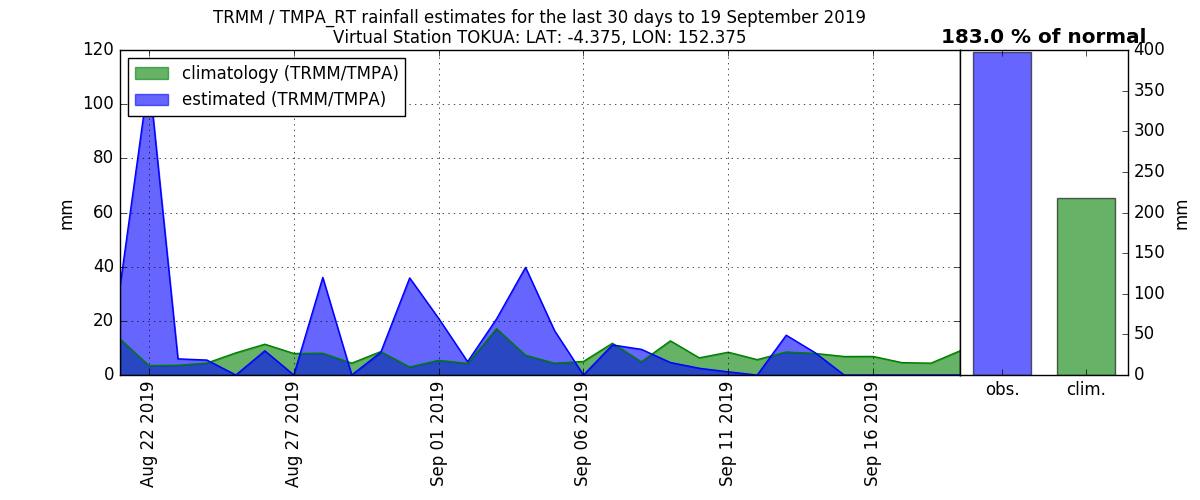 TRMM / TMPA_RT rainfall estimates for the last 30 days to 19 September 2019
Virtual Station TOKUA: LAT: -4.375, LON: 152.375
183.0 % of normal
climatology (TRMM/TMPA)
estimated (TRMM/TMPA)
120
100
80
60
40
20
0
mm
Aug 22 2019
Aug 27 2019
Sep 01 2019
Sep 06 2019
Sep 11 2019
Sep 16 2019
400
350
300
250
200
150
100
50
0
mm
obs.
clim.